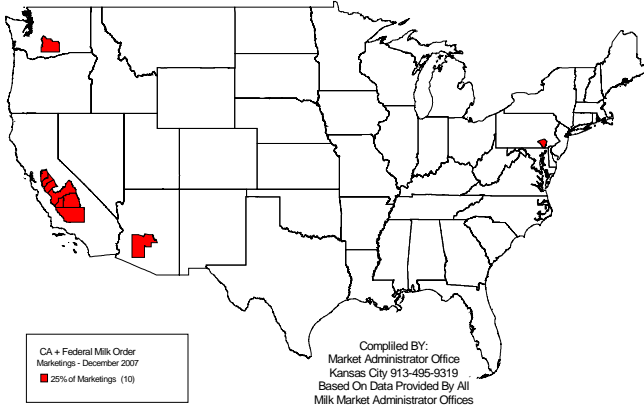 CA + Federal Milk Order
Marketings - December 2007
25% of Marketings (10)
Compliled BY:
Market Administrator Office
Kansas City 913-495-9319
Based On Data Provided By All
Milk Market Administrator Offices